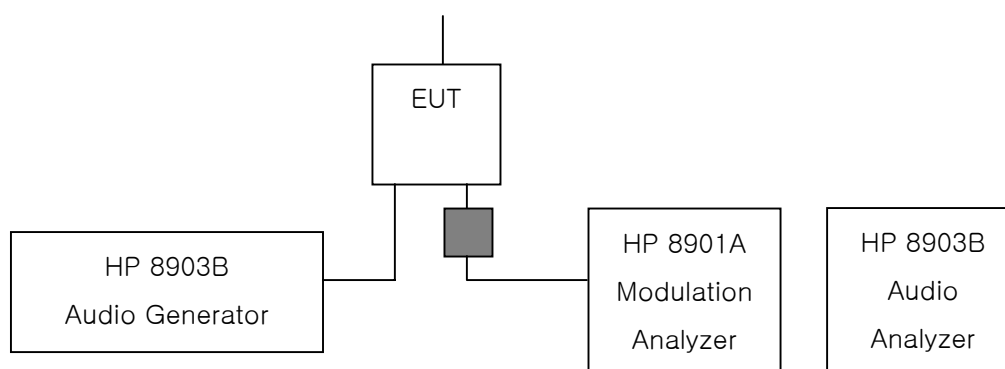 EUT
HP 8903B
Audio Generator
HP 8901A
Modulation
Analyzer
HP 8903B
Audio
Analyzer